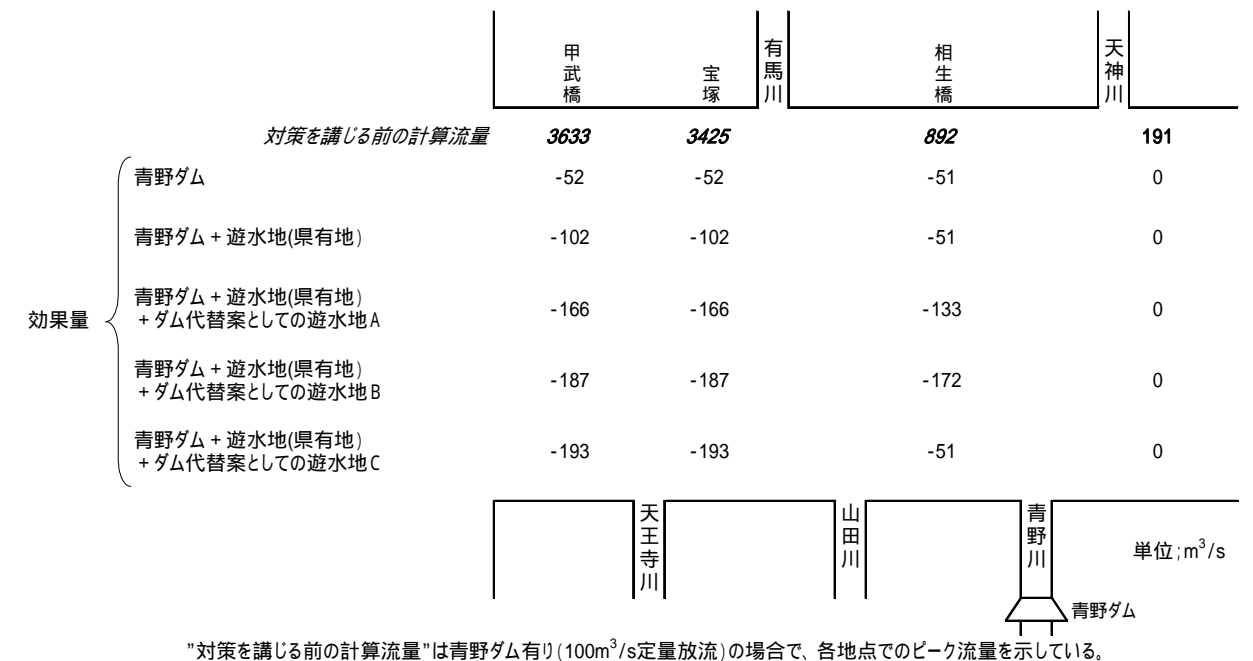 甲武橋
宝塚
有馬川
相生橋
天神川
対策を講じる前の計算流量 3633 3425 892 191
青野ダム -52 -52 -51 0
青野ダム + 遊水地(県有地) -102 -102 -51 0
青野ダム + 遊水地(県有地)
+ ダム代替案としての遊水地A -166 -166 -133 0
効果量
青野ダム + 遊水地(県有地)
+ ダム代替案としての遊水地B -187 -187 -172 0
青野ダム + 遊水地(県有地)
+ ダム代替案としての遊水地C -193 -193 -51 0
天王寺川
山田川
青野川
単位;m³/s
青野ダム
”対策を講じる前の計算流量”は青野ダム有り(100m³/s定量放流)の場合で、各地点でのピーク流量を示している。